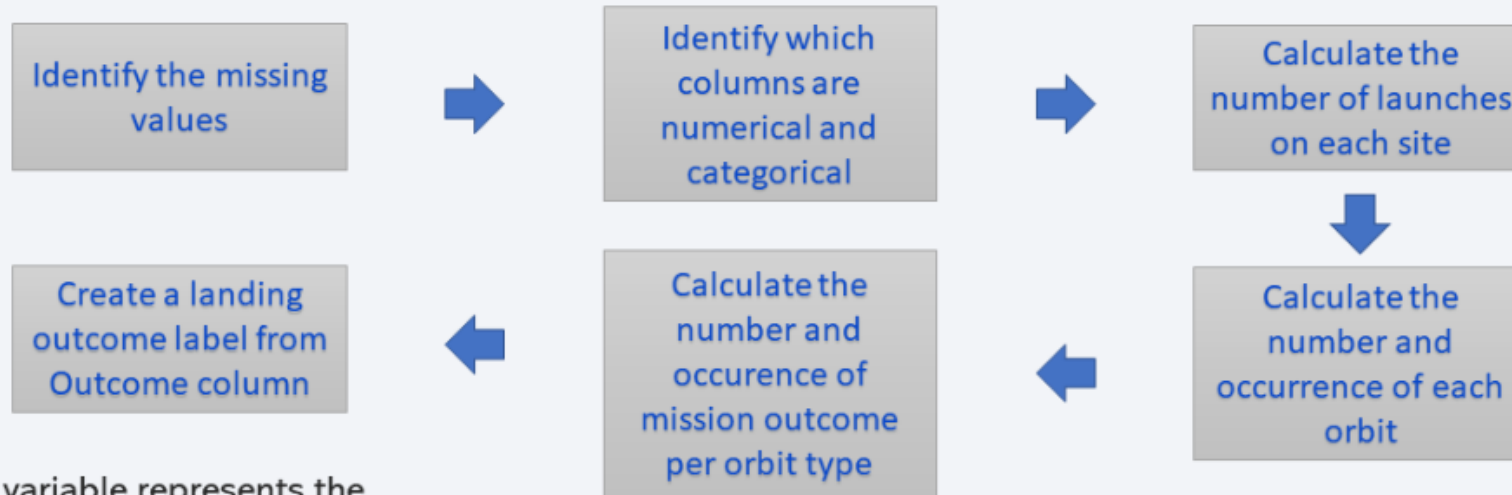 Identify the missing
values
Identify which
columns are
numerical and
categorical
Calculate the
number of launches
on each site
Calculate the
number and
occurrence of each
orbit
Calculate the
number and
occurence of
mission outcome
per orbit type
Create a landing
outcome label from
Outcome column
variable represents the